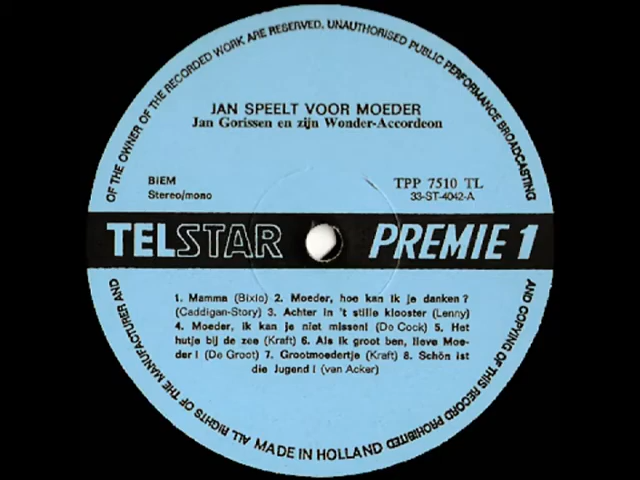 ALL RIGHTS OF THE MANUFACTURER AND OF THE OWNER OF THE RECORDED WORK ARE RESERVED, UNAUTHORISED PUBLIC PERFORMANCE BROADCASTING AND COPYING OF THIS RECORD PROHIBITED
JAN SPEELT VOOR MOEDER
Jan Gorissen en zijn Wonder-Accordeon
BIEM
Stereo/mono
TPP 7510 TL
33-ST-4042-A
TELSTAR PREMIE 1
1. Mamma (Bixio) 2. Moeder, hoe kan ik je danken?
(Caddigan-Story) 3. Achter in 't stille klooster (Lenny)
4. Moeder, ik kan je niet missen! (De Cock) 5. Het
hutje bij de zee (Kraft) 6. Als ik groot ben, lieve Moe-
der! (De Groot) 7. Grootmoedertje (Kraft) 8. Schön ist
die Jugend! (van Acker)
MADE IN HOLLAND